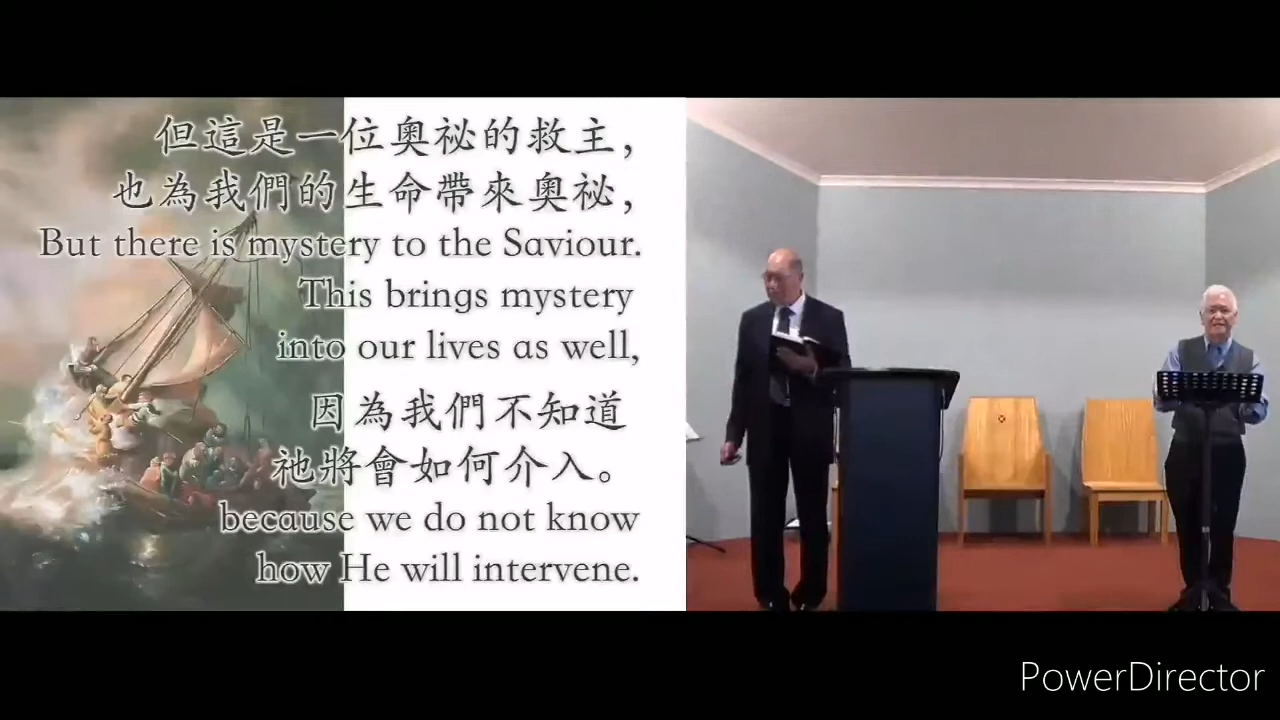 但這是一位奧祕的救主，
也為我們的生命帶來奧祕，
But there is mystery to the Saviour.
This brings mystery
into our lives as well,
因為我們不知道
祂將會如何介入。
because we do not know
how He will intervene.
PowerDirector